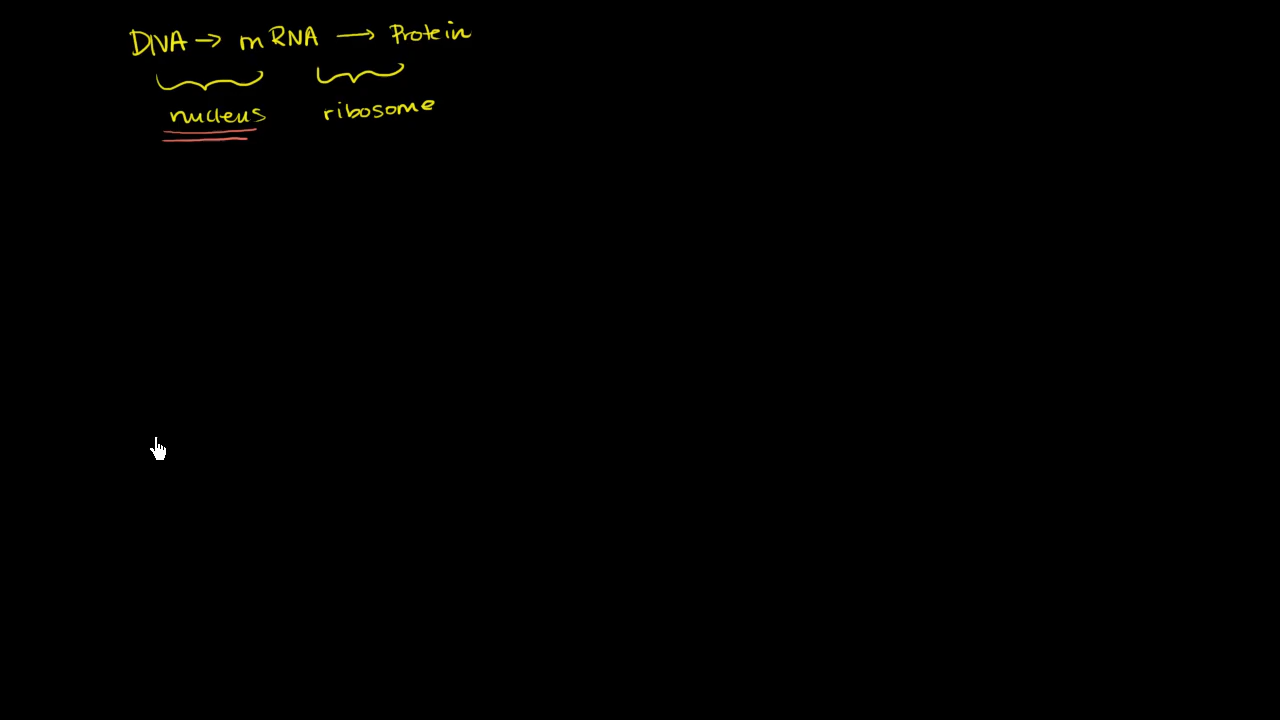 DNA → mRNA → Protein
nucleus ribosome